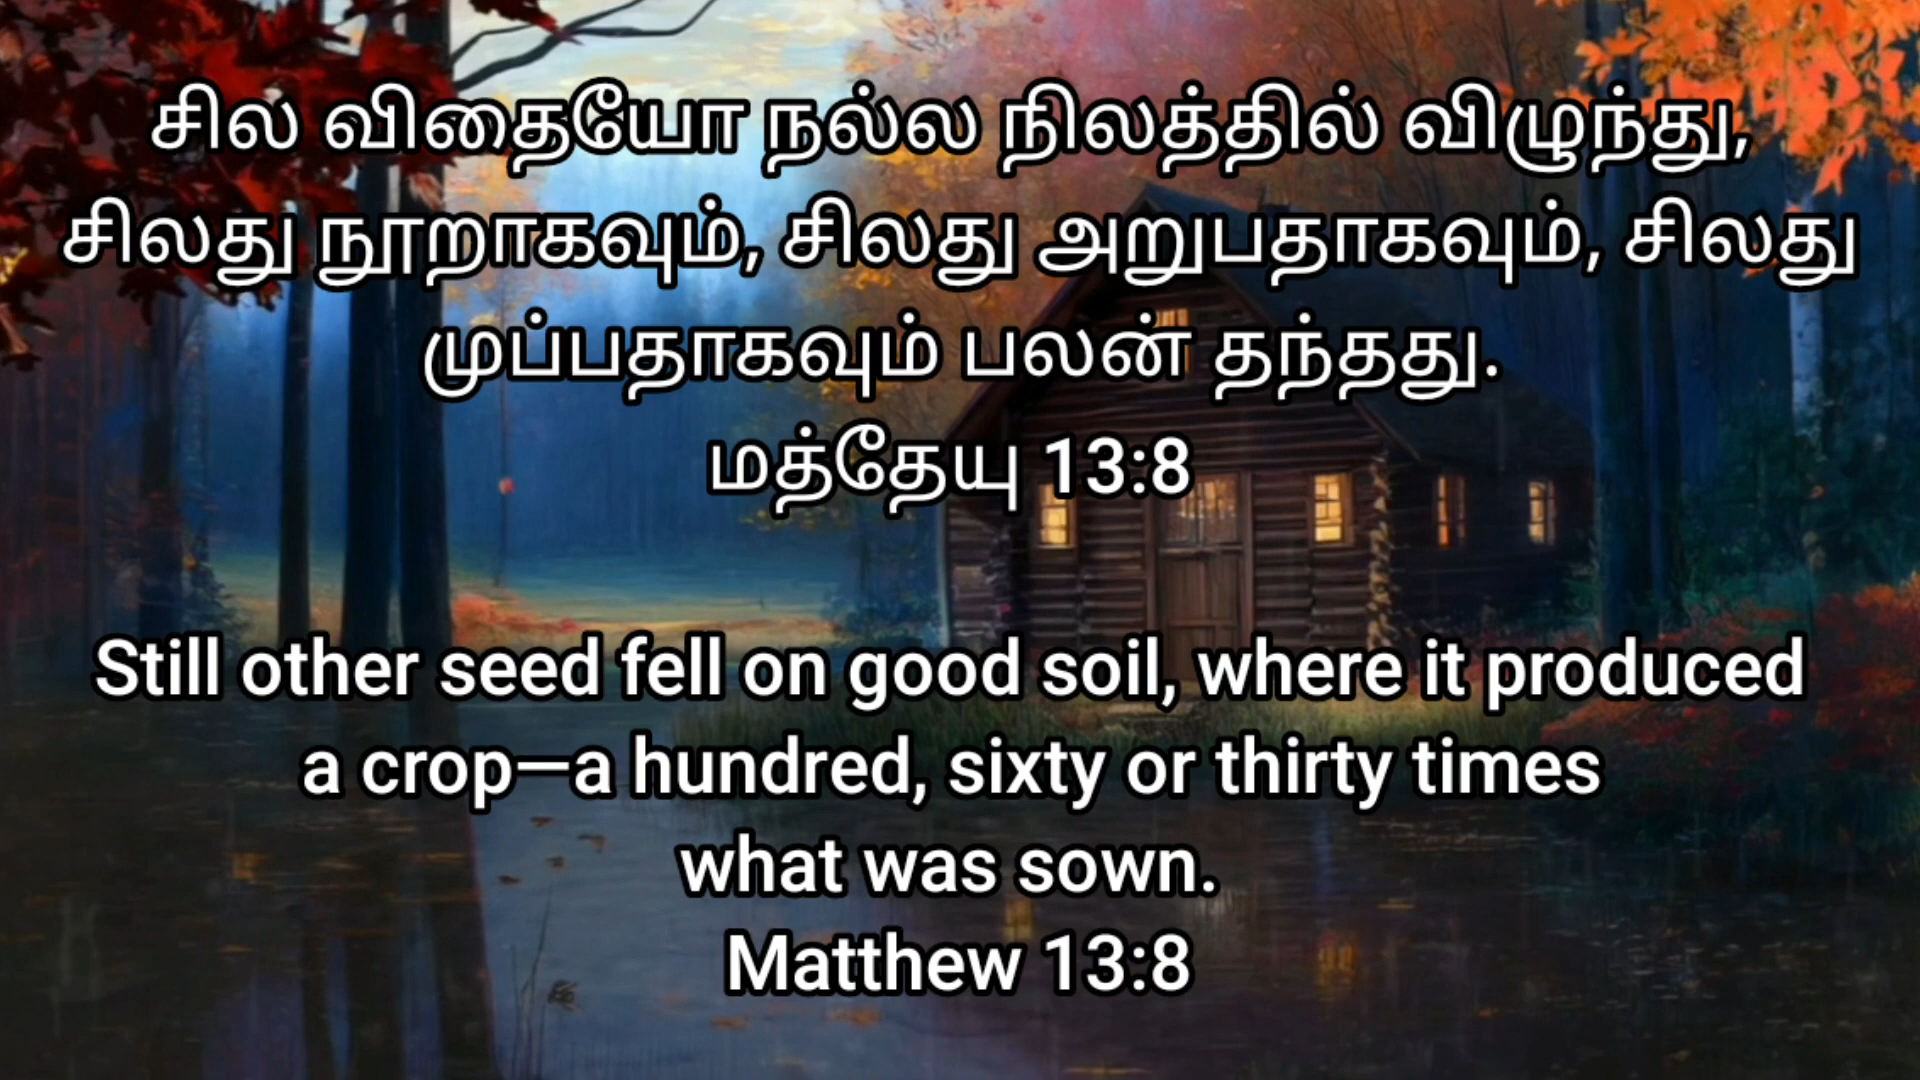 சில விதையோ நல்ல நிலத்தில் விழுந்து,
சிலது நூறாகவும், சிலது அறுபதாகவும், சிலது
முப்பதாகவும் பலன் தந்தது.
மத்தேயு 13:8
Still other seed fell on good soil, where it produced
a crop—a hundred, sixty or thirty times
what was sown.
Matthew 13:8